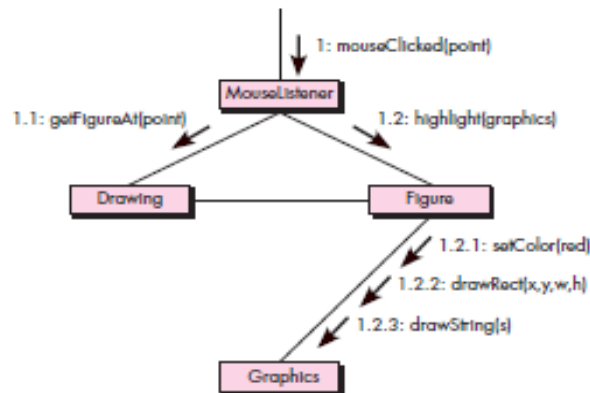 1: mouseClicked(point)
MouseListener
1.1: getFigureAt(point)
1.2: highlight(graphics)
Drawing
Figure
1.2.1: setColor(red)
1.2.2: drawRect(x,y,w,h)
1.2.3: drawString(s)
Graphics